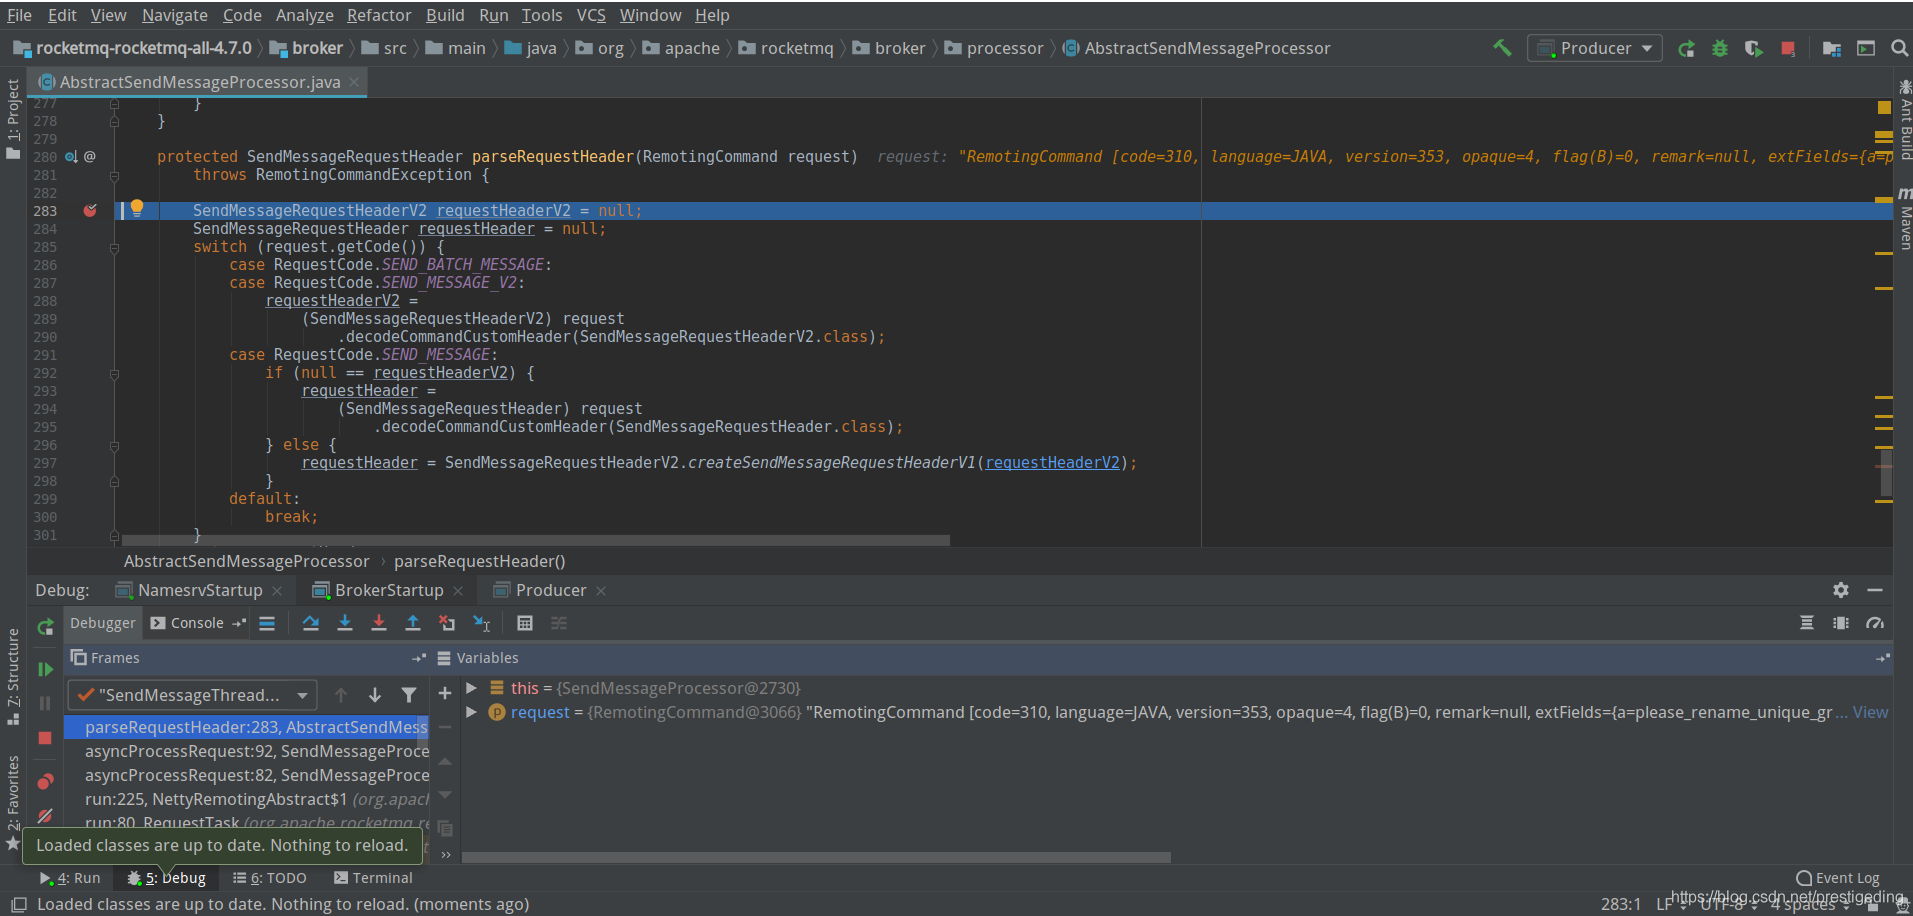 File Edit View Navigate Code Analyze Refactor Build Run Tools VCS Window Help
rocketmq-rocketmq-all-4.7.0 broker src main java org apache rocketmq broker processor AbstractSendMessageProcessor Producer
AbstractSendMessageProcessor.java
1: Project
7: Structure
2: Favorites
Ant Build
Maven
277 }
278 }
279
280 @ protected SendMessageRequestHeader parseRequestHeader(RemotingCommand request) request: "RemotingCommand [code=310, language=JAVA, version=353, opaque=4, flag(B)=0, remark=null, extFields={a=p
281 throws RemotingCommandException {
282
283 SendMessageRequestHeaderV2 requestHeaderV2 = null;
284 SendMessageRequestHeader requestHeader = null;
285 switch (request.getCode()) {
286 case RequestCode.SEND_BATCH_MESSAGE:
287 case RequestCode.SEND_MESSAGE_V2:
288 requestHeaderV2 =
289 (SendMessageRequestHeaderV2) request
290 .decodeCommandCustomHeader(SendMessageRequestHeaderV2.class);
291 case RequestCode.SEND_MESSAGE:
292 if (null == requestHeaderV2) {
293 requestHeader =
294 (SendMessageRequestHeader) request
295 .decodeCommandCustomHeader(SendMessageRequestHeader.class);
296 } else {
297 requestHeader = SendMessageRequestHeaderV2.createSendMessageRequestHeaderV1(requestHeaderV2);
298 }
299 default:
300 break;
301 }
AbstractSendMessageProcessor › parseRequestHeader()
Debug: NamesrvStartup BrokerStartup Producer
Debugger Console
Frames Variables
"SendMessageThread...
this = {SendMessageProcessor@2730}
request = {RemotingCommand@3066} "RemotingCommand [code=310, language=JAVA, version=353, opaque=4, flag(B)=0, remark=null, extFields={a=please_rename_unique_gr... View
parseRequestHeader:283, AbstractSendMess
asyncProcessRequest:92, SendMessageProce
asyncProcessRequest:82, SendMessageProce
run:225, NettyRemotingAbstract$1 (org.apach
run:80, RequestTask (org.apache.rocketmq.re
Loaded classes are up to date. Nothing to reload.
4: Run 5: Debug 6: TODO Terminal Event Log
Loaded classes are up to date. Nothing to reload. (moments ago) 283:1 LF UTF-8 4 spaces
https://blog.csdn.net/prestigeding